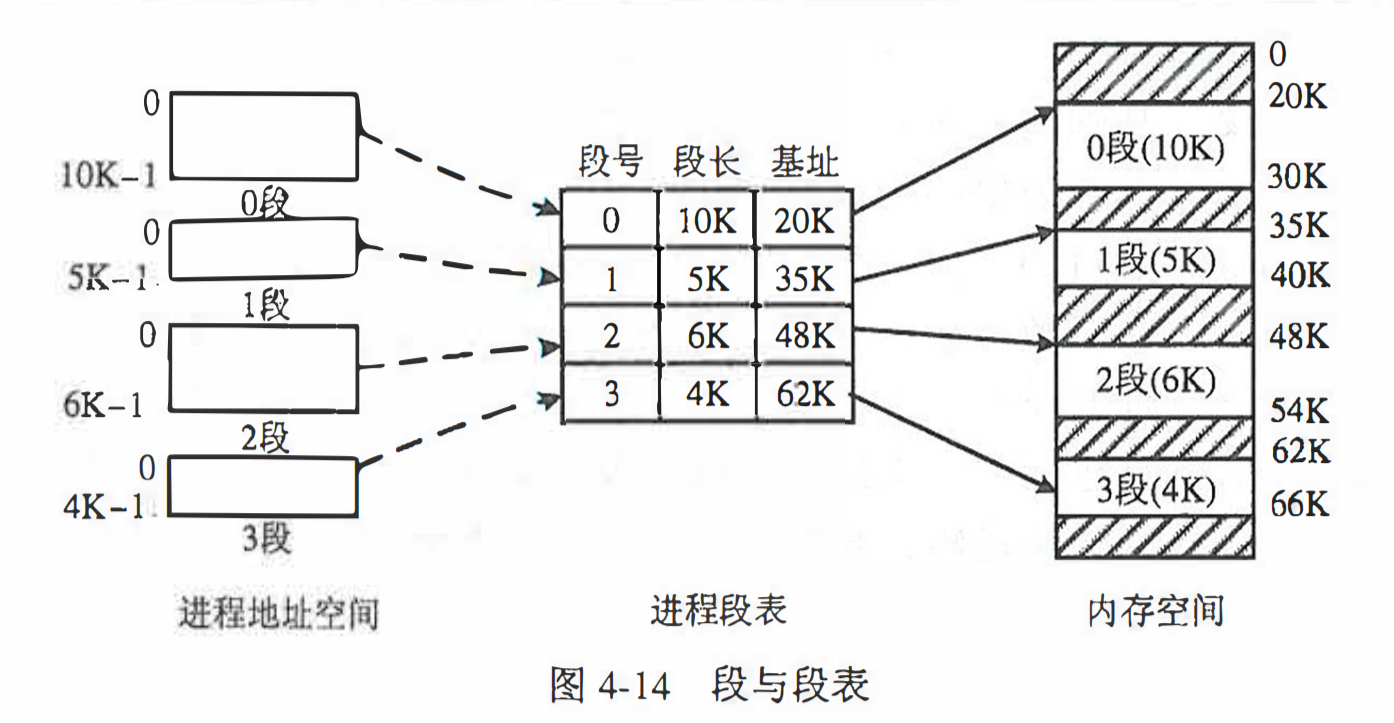 0
10K-1
0段
0
5K-1
1段
0
6K-1
2段
0
4K-1
3段
进程地址空间
段号 段长 基址
0 10K 20K
1 5K 35K
2 6K 48K
3 4K 62K
进程段表
0
20K
0段(10K)
30K
35K
1段(5K)
40K
48K
2段(6K)
54K
62K
3段(4K)
66K
内存空间
图 4-14 段与段表